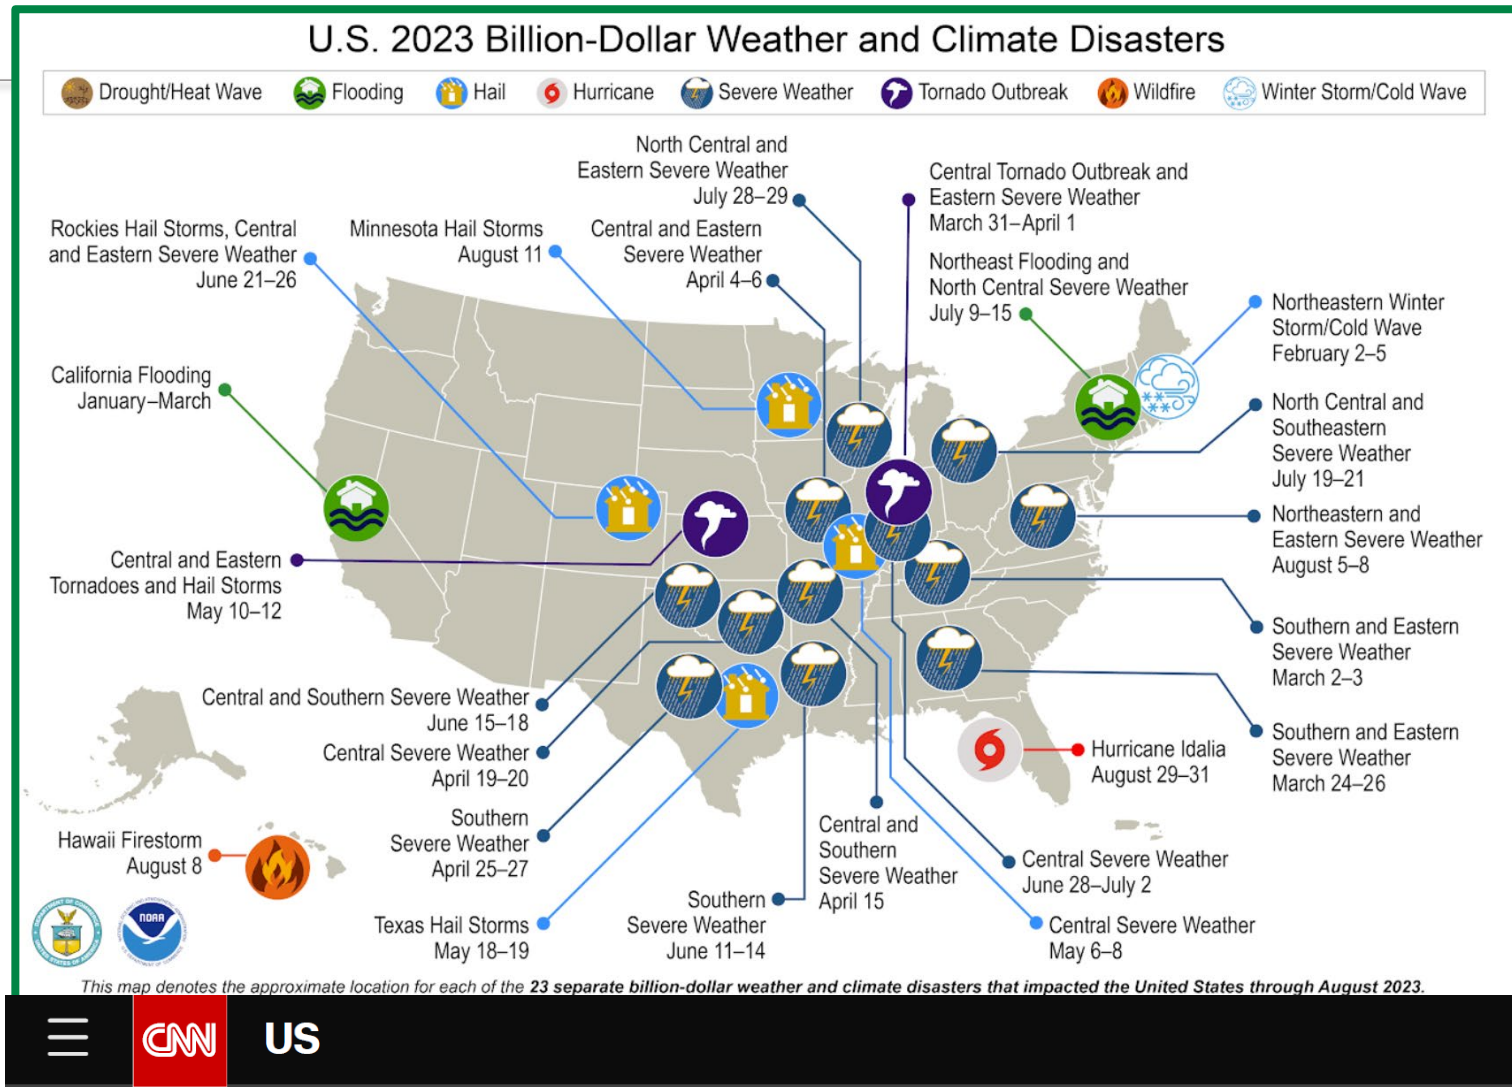 U.S. 2023 Billion-Dollar Weather and Climate Disasters
Drought/Heat Wave Flooding Hail Hurricane Severe Weather Tornado Outbreak Wildfire Winter Storm/Cold Wave
North Central and
Eastern Severe Weather
July 28–29
Central Tornado Outbreak and
Eastern Severe Weather
March 31–April 1
Rockies Hail Storms, Central
and Eastern Severe Weather
June 21–26
Minnesota Hail Storms
August 11
Central and Eastern
Severe Weather
April 4–6
Northeast Flooding and
North Central Severe Weather
July 9–15
Northeastern Winter
Storm/Cold Wave
February 2–5
California Flooding
January–March
North Central and
Southeastern
Severe Weather
July 19–21
Northeastern and
Eastern Severe Weather
August 5–8
Central and Eastern
Tornadoes and Hail Storms
May 10–12
Southern and Eastern
Severe Weather
March 2–3
Central and Southern Severe Weather
June 15–18
Central Severe Weather
April 19–20
Southern and Eastern
Severe Weather
March 24–26
Hurricane Idalia
August 29–31
Southern
Severe Weather
April 25–27
Central and
Southern
Severe Weather
April 15
Hawaii Firestorm
August 8
Central Severe Weather
June 28–July 2
Texas Hail Storms
May 18–19
Southern
Severe Weather
June 11–14
Central Severe Weather
May 6–8
NOAA
This map denotes the approximate location for each of the 23 separate billion-dollar weather and climate disasters that impacted the United States through August 2023.
CNN US